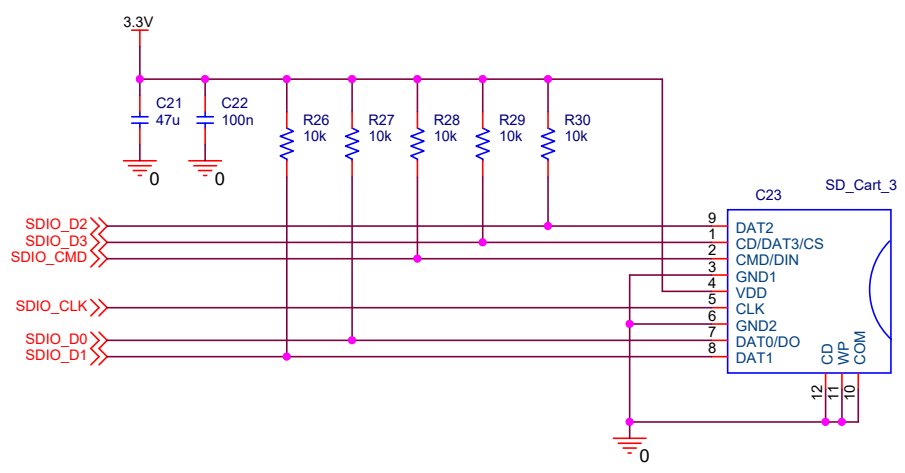 3.3V
C21
47u
C22
100n
R26
10k
R27
10k
R28
10k
R29
10k
R30
10k
0
0
C23
SD_Cart_3
SDIO_D2
9
DAT2
SDIO_D3
1
CD/DAT3/CS
SDIO_CMD
2
CMD/DIN
3
GND1
4
VDD
SDIO_CLK
5
CLK
6
GND2
SDIO_D0
7
DAT0/DO
SDIO_D1
8
DAT1
CD
WP
COM
12
11
10
0